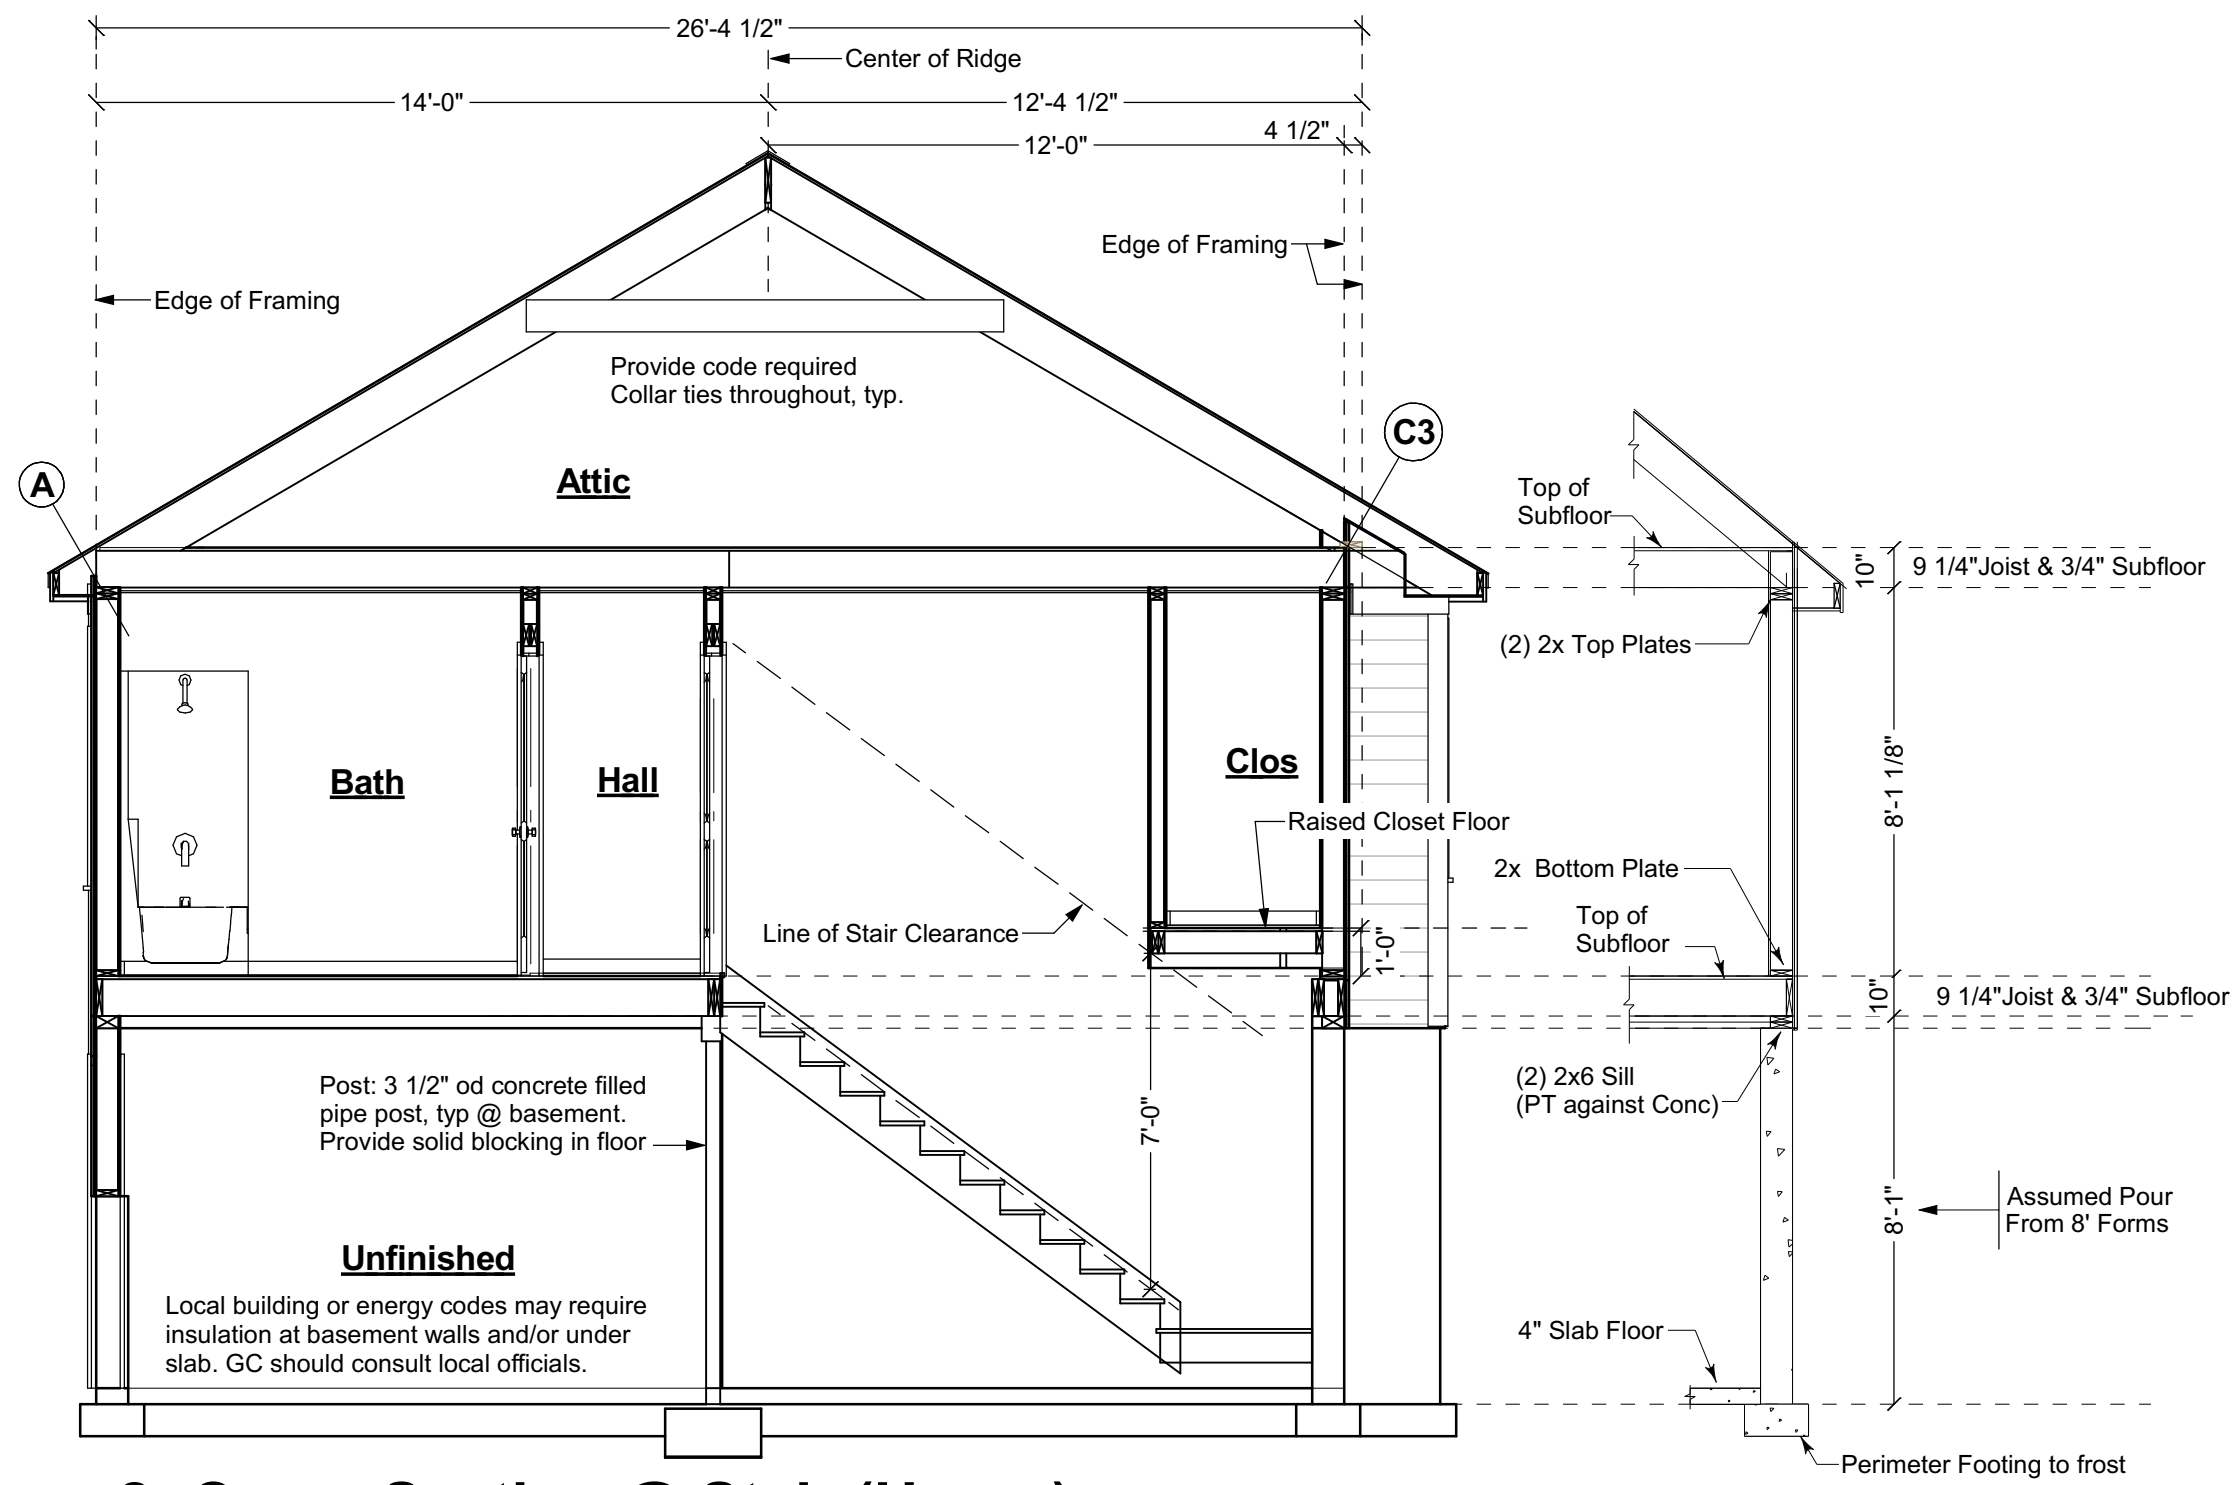 26'-4 1/2"
Center of Ridge
14'-0"
12'-4 1/2"
4 1/2"
12'-0"
Edge of Framing
Edge of Framing
Provide code required
Collar ties throughout, typ.
C3
A
Attic
Top of
Subfloor
10"
9 1/4"Joist & 3/4" Subfloor
(2) 2x Top Plates
Bath
Hall
Clos
8'-1 1/8"
Raised Closet Floor
2x Bottom Plate
Line of Stair Clearance
Top of
Subfloor
1'-0"
10"
9 1/4"Joist & 3/4" Subfloor
Post: 3 1/2" od concrete filled
pipe post, typ @ basement.
Provide solid blocking in floor
7'-0"
(2) 2x6 Sill
(PT against Conc)
8'-1"
Assumed Pour
From 8' Forms
Unfinished
Local building or energy codes may require
insulation at basement walls and/or under
slab. GC should consult local officials.
4" Slab Floor
Perimeter Footing to frost